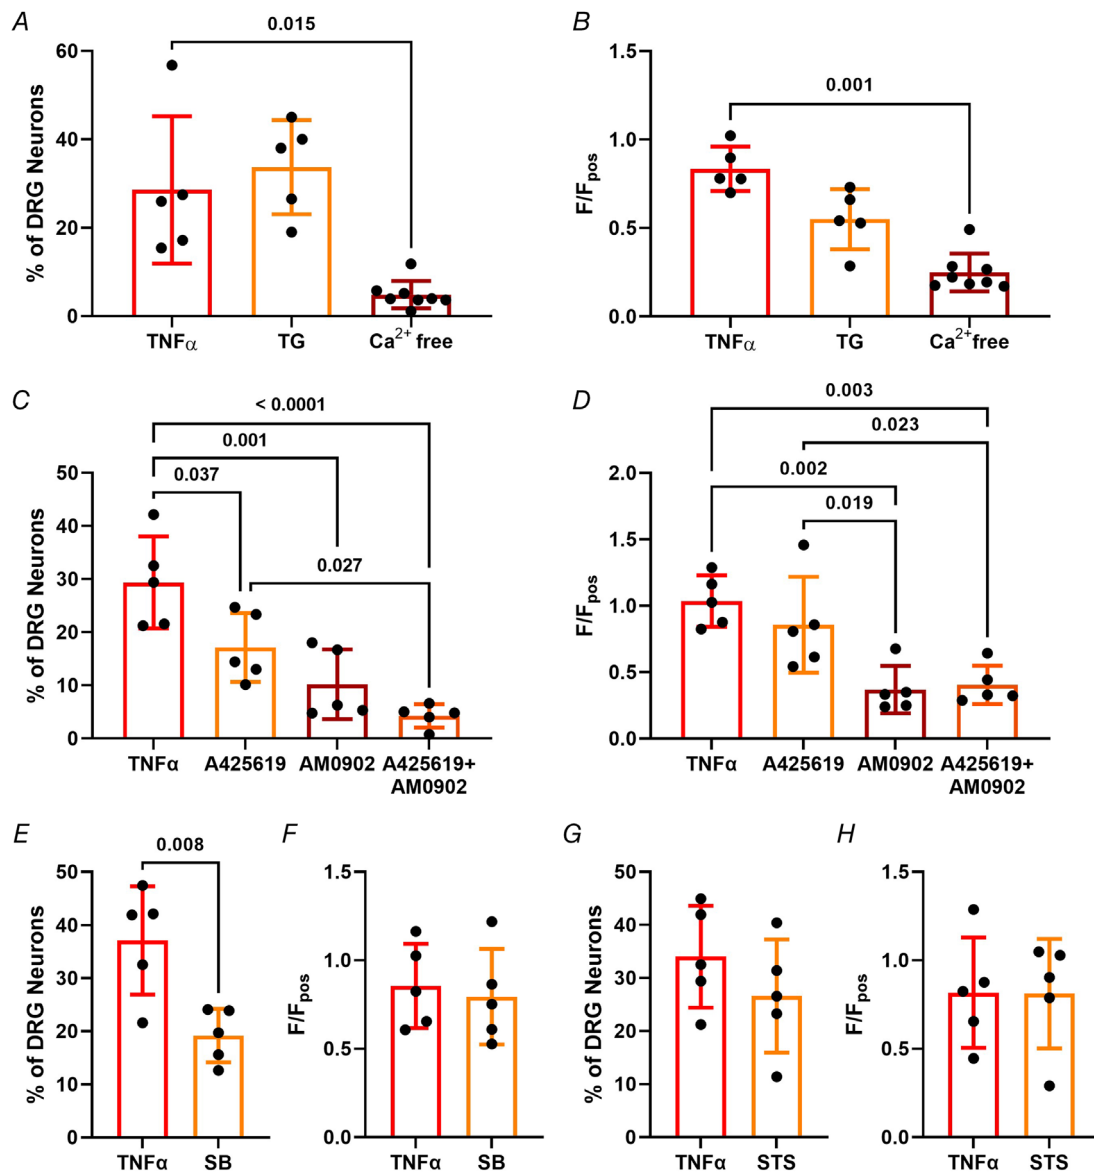 A
0.015
% of DRG Neurons
60
40
20
0
TNFα TG Ca²⁺ free
B
0.001
F/Fpos
1.5
1.0
0.5
0.0
TNFα TG Ca²⁺ free
C
< 0.0001
0.001
0.037
0.027
% of DRG Neurons
50
40
30
20
10
0
TNFα A425619 AM0902 A425619+
AM0902
D
0.003
0.023
0.002
0.019
F/Fpos
2.0
1.5
1.0
0.5
0.0
TNFα A425619 AM0902 A425619+
AM0902
E
0.008
% of DRG Neurons
50
40
30
20
10
0
TNFα SB
F
F/Fpos
1.5
1.0
0.5
0.0
TNFα SB
G
% of DRG Neurons
50
40
30
20
10
0
TNFα STS
H
F/Fpos
1.5
1.0
0.5
0.0
TNFα STS